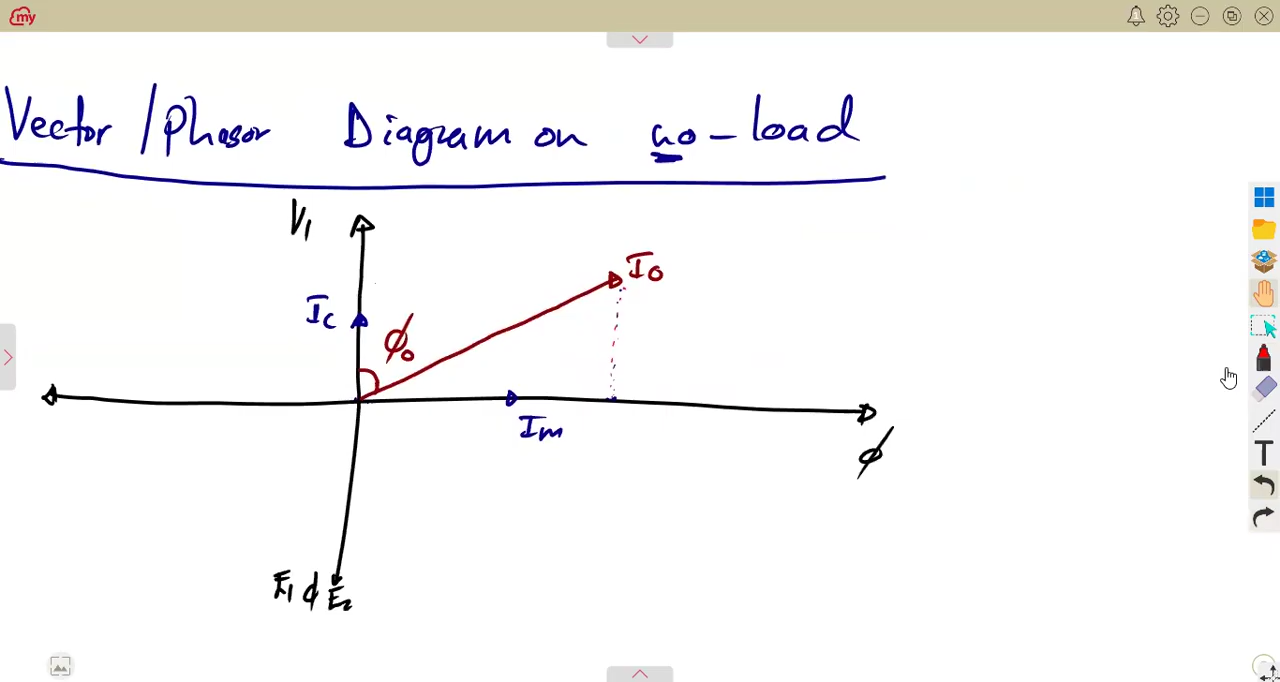 my
Vector / Phasor Diagram on no-load
V1
I0
Ic
ϕ0
Im
ϕ
E1 & E2
T